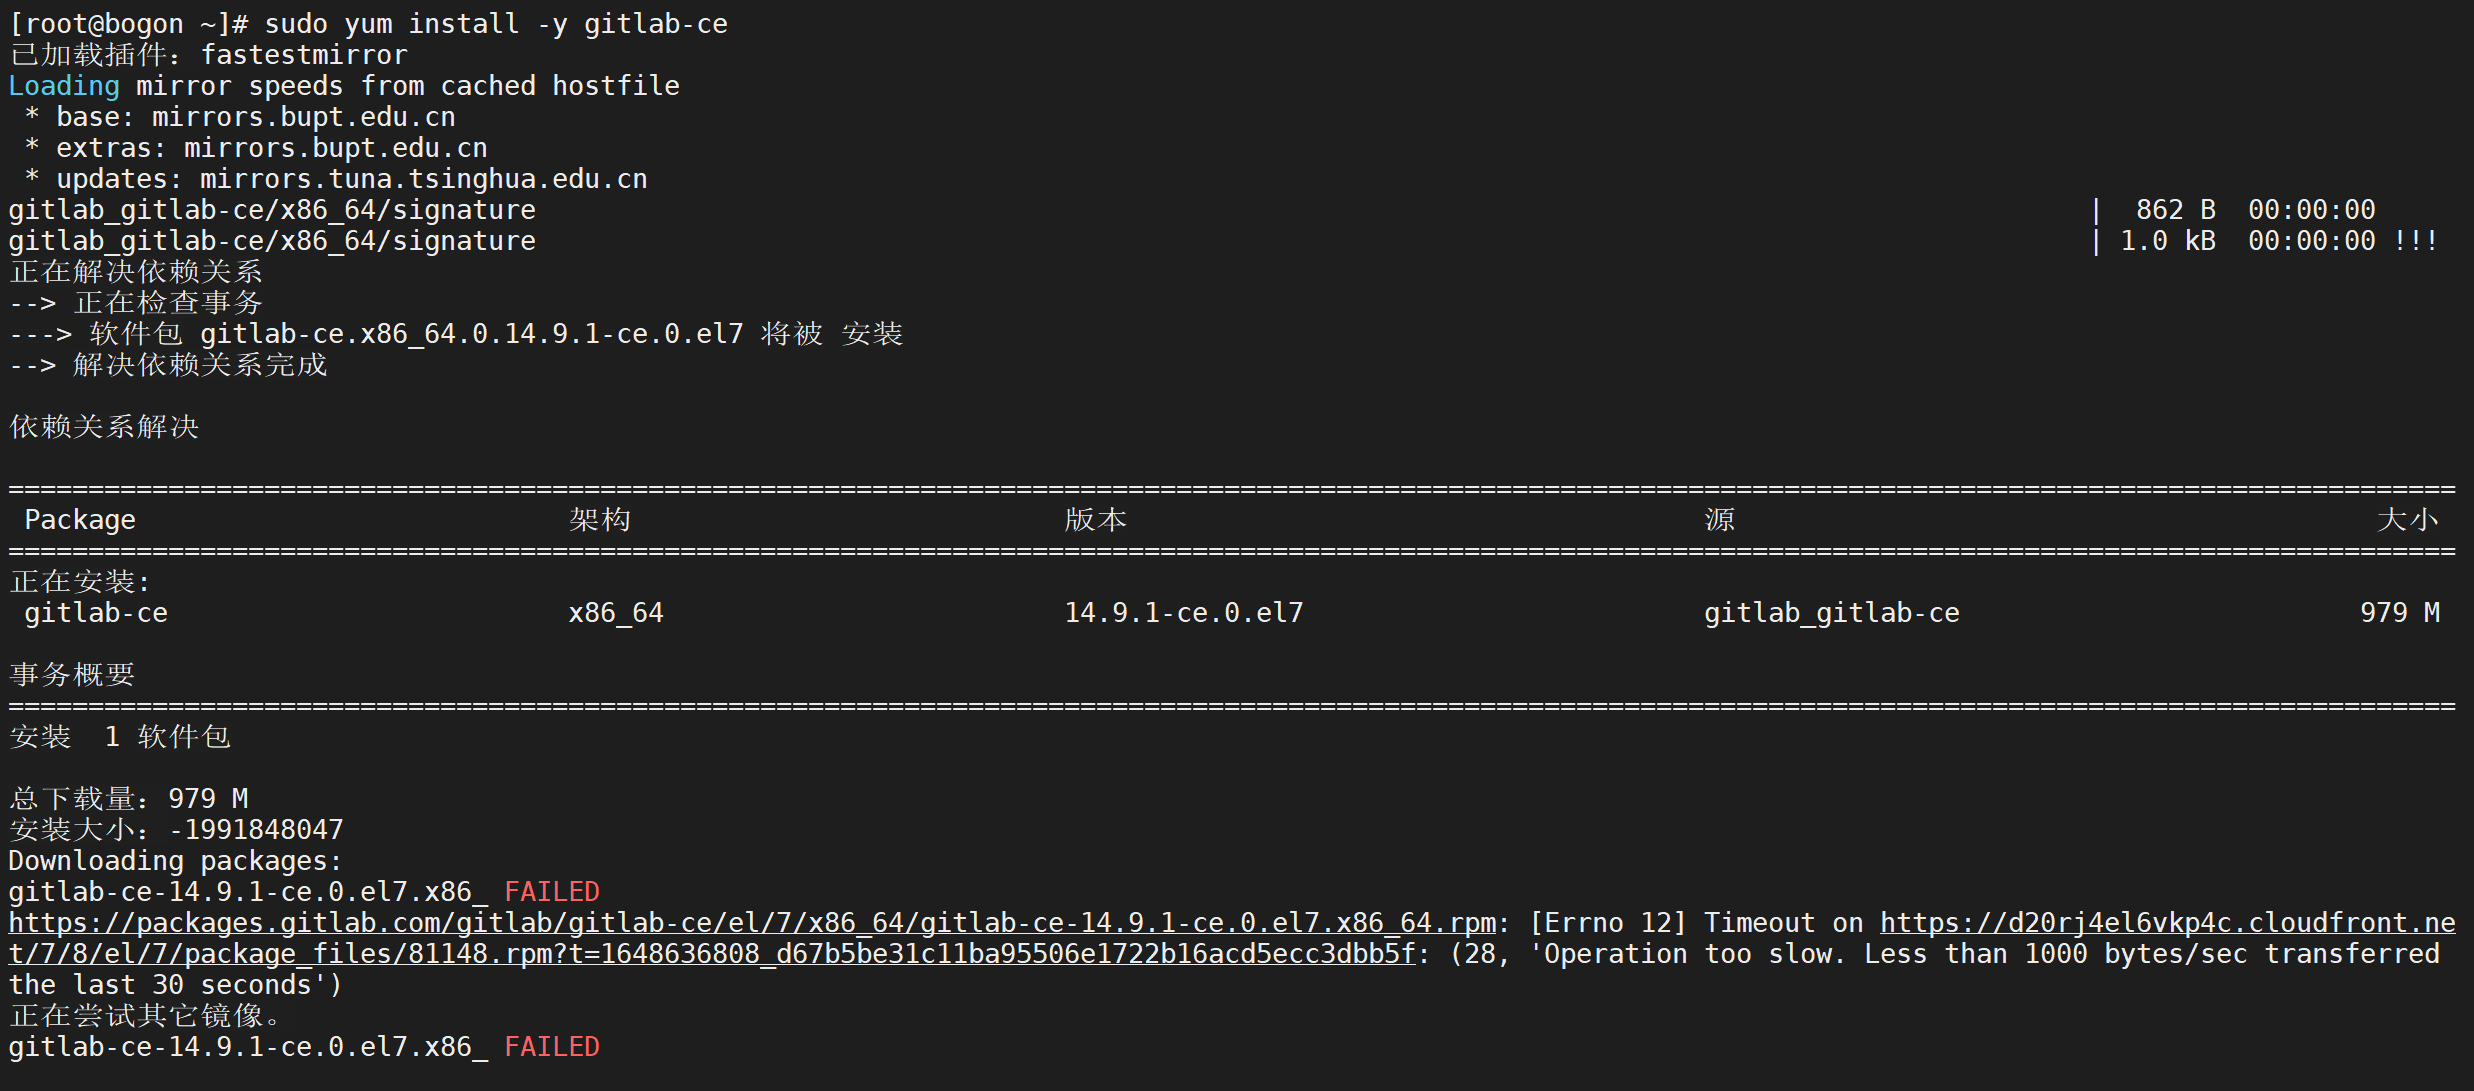 [root@bogon ~]# sudo yum install -y gitlab-ce
已加载插件：fastestmirror
Loading mirror speeds from cached hostfile
 * base: mirrors.bupt.edu.cn
 * extras: mirrors.bupt.edu.cn
 * updates: mirrors.tuna.tsinghua.edu.cn
gitlab_gitlab-ce/x86_64/signature | 862 B 00:00:00
gitlab_gitlab-ce/x86_64/signature | 1.0 kB 00:00:00 !!!
正在解决依赖关系
--> 正在检查事务
---> 软件包 gitlab-ce.x86_64.0.14.9.1-ce.0.el7 将被 安装
--> 解决依赖关系完成
依赖关系解决
=========================================================================================================================================================
Package 架构 版本 源 大小
=========================================================================================================================================================
正在安装:
gitlab-ce x86_64 14.9.1-ce.0.el7 gitlab_gitlab-ce 979 M
事务概要
=========================================================================================================================================================
安装  1 软件包
总下载量：979 M
安装大小：-1991848047
Downloading packages:
gitlab-ce-14.9.1-ce.0.el7.x86_ FAILED
https://packages.gitlab.com/gitlab/gitlab-ce/el/7/x86_64/gitlab-ce-14.9.1-ce.0.el7.x86_64.rpm: [Errno 12] Timeout on https://d20rj4el6vkp4c.cloudfront.ne
t/7/8/el/7/package_files/81148.rpm?t=1648636808_d67b5be31c11ba95506e1722b16acd5ecc3dbb5f: (28, 'Operation too slow. Less than 1000 bytes/sec transferred
the last 30 seconds')
正在尝试其它镜像。
gitlab-ce-14.9.1-ce.0.el7.x86_ FAILED